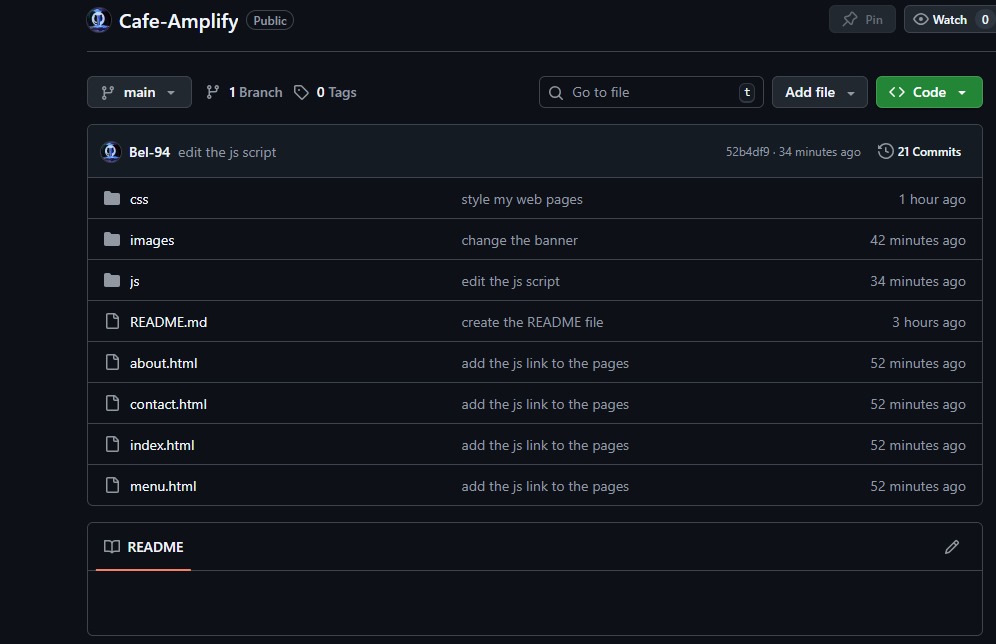 Cafe-Amplify Public Pin Watch 0
main 1 Branch 0 Tags Go to file t Add file Code
Bel-94 edit the js script 52b4df9 · 34 minutes ago 21 Commits
css style my web pages 1 hour ago
images change the banner 42 minutes ago
js edit the js script 34 minutes ago
README.md create the README file 3 hours ago
about.html add the js link to the pages 52 minutes ago
contact.html add the js link to the pages 52 minutes ago
index.html add the js link to the pages 52 minutes ago
menu.html add the js link to the pages 52 minutes ago
README